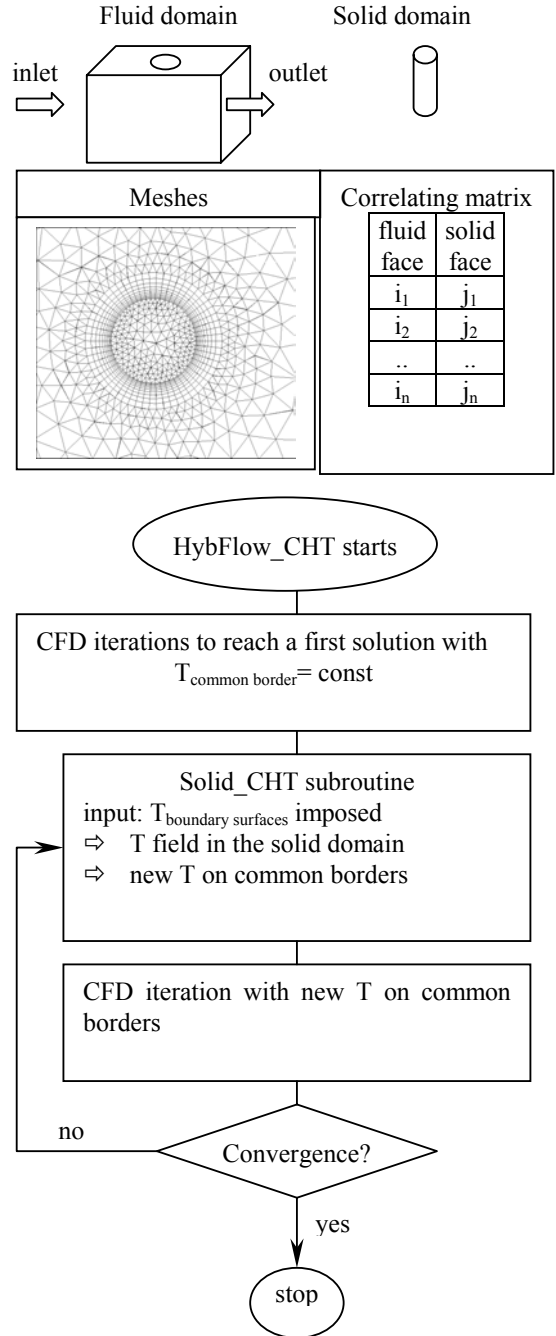 Fluid domain
Solid domain
inlet
outlet
Meshes
Correlating matrix
fluid face
solid face
i1
j1
i2
j2
..
..
in
jn
HybFlow_CHT starts
CFD iterations to reach a first solution with
Tcommon border= const
Solid_CHT subroutine
input: Tboundary surfaces imposed
⇨ T field in the solid domain
⇨ new T on common borders
CFD iteration with new T on common
borders
no
Convergence?
yes
stop